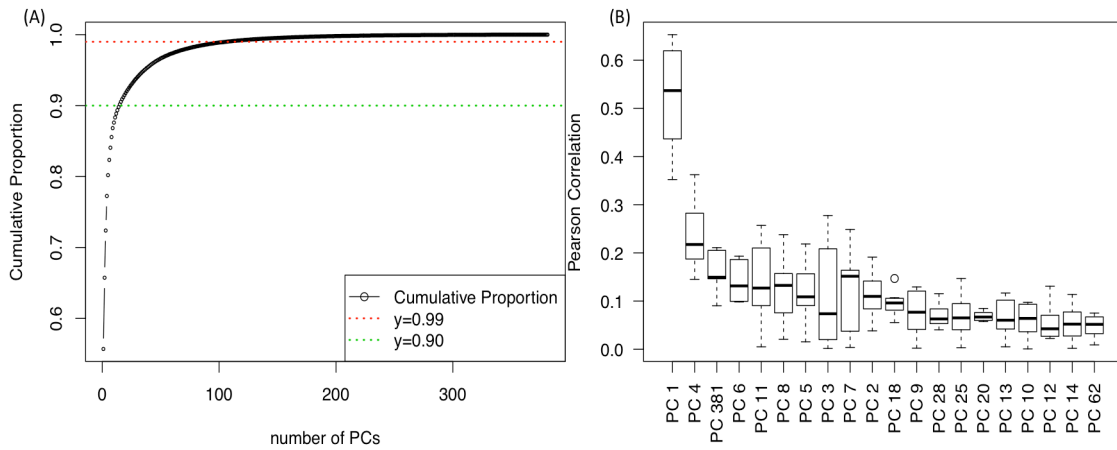 (A)
1.0
0.9
0.8
0.7
0.6
Cumulative Proportion
Cumulative Proportion
y=0.99
y=0.90
0
100
200
300
number of PCs
(B)
0.6
0.5
0.4
0.3
0.2
0.1
0.0
Pearson Correlation
PC 1
PC 4
PC 381
PC 6
PC 11
PC 8
PC 5
PC 3
PC 7
PC 2
PC 18
PC 9
PC 28
PC 25
PC 20
PC 13
PC 10
PC 12
PC 14
PC 62